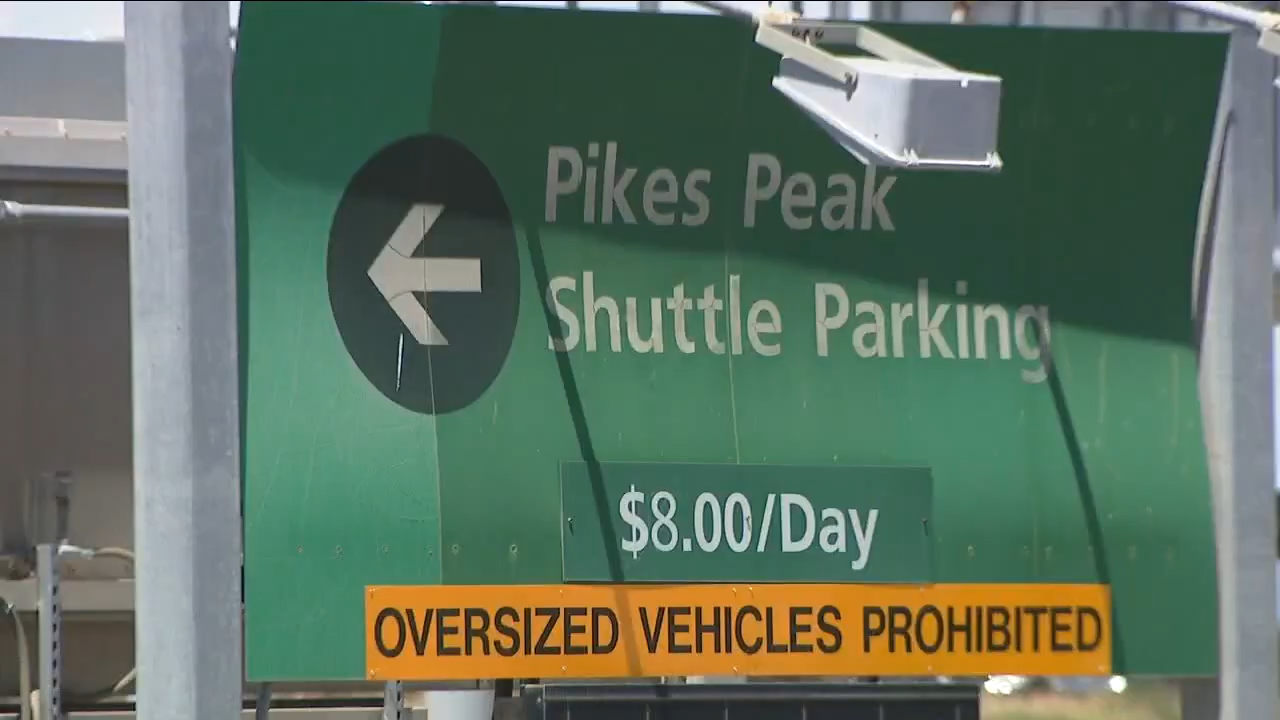 Pikes Peak
Shuttle Parking
$8.00/Day
OVERSIZED VEHICLES PROHIBITED